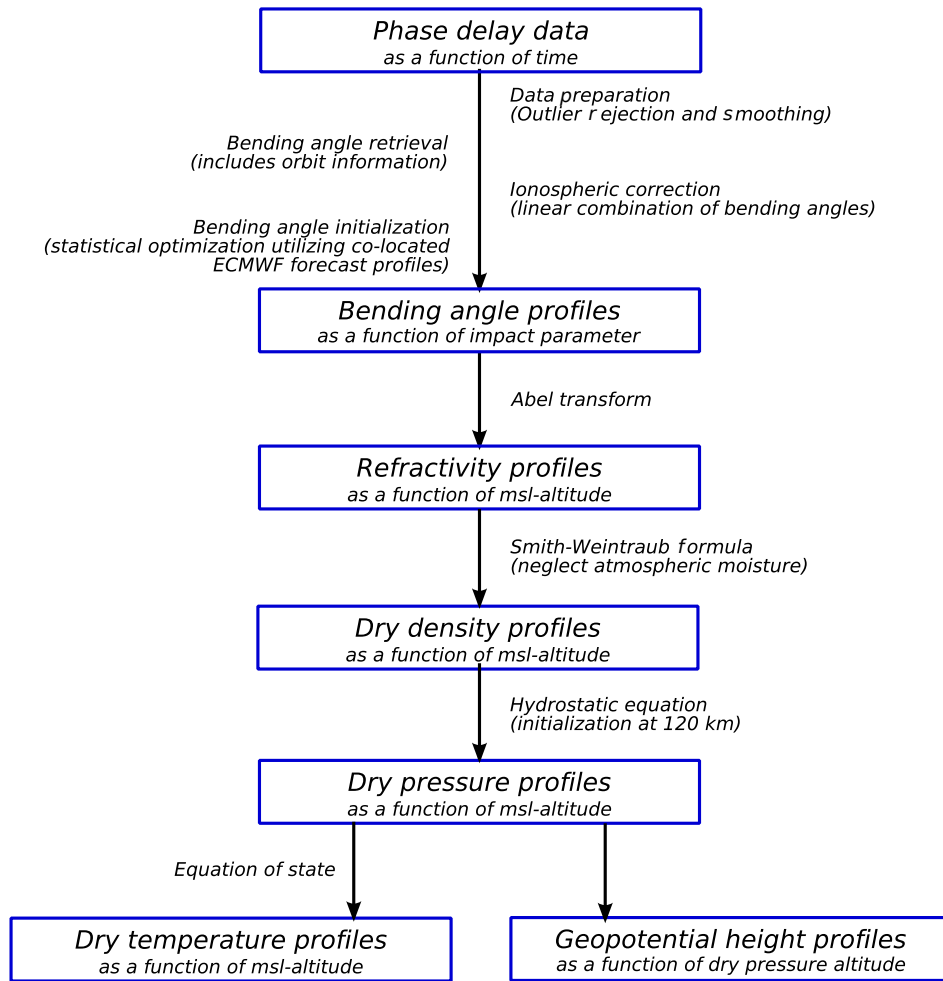 Phase delay data
as a function of time
Data preparation
(Outlier rejection and smoothing)
Bending angle retrieval
(includes orbit information)
Ionospheric correction
(linear combination of bending angles)
Bending angle initialization
(statistical optimization utilizing co-located
ECMWF forecast profiles)
Bending angle profiles
as a function of impact parameter
Abel transform
Refractivity profiles
as a function of msl-altitude
Smith-Weintraub formula
(neglect atmospheric moisture)
Dry density profiles
as a function of msl-altitude
Hydrostatic equation
(initialization at 120 km)
Dry pressure profiles
as a function of msl-altitude
Equation of state
Dry temperature profiles
as a function of msl-altitude
Geopotential height profiles
as a function of dry pressure altitude